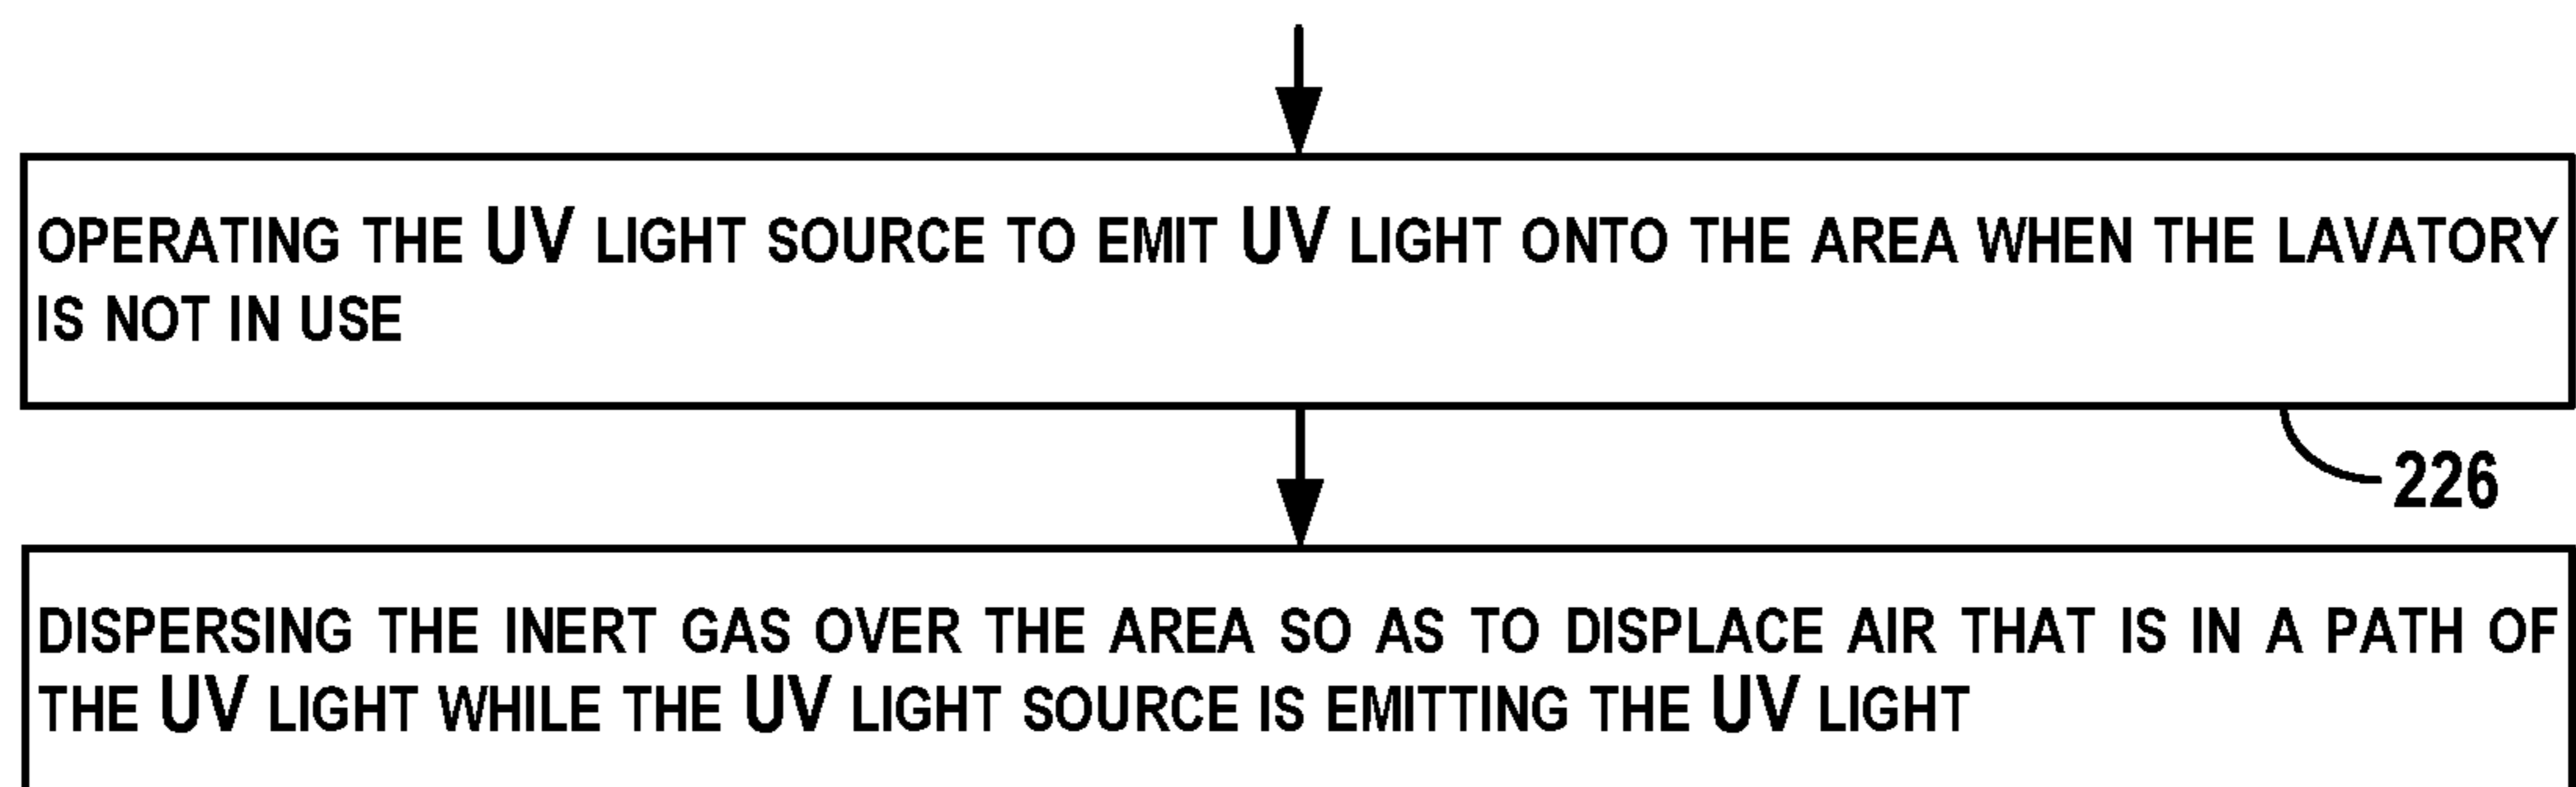 OPERATING THE UV LIGHT SOURCE TO EMIT UV LIGHT ONTO THE AREA WHEN THE LAVATORY
IS NOT IN USE
226
DISPERSING THE INERT GAS OVER THE AREA SO AS TO DISPLACE AIR THAT IS IN A PATH OF
THE UV LIGHT WHILE THE UV LIGHT SOURCE IS EMITTING THE UV LIGHT